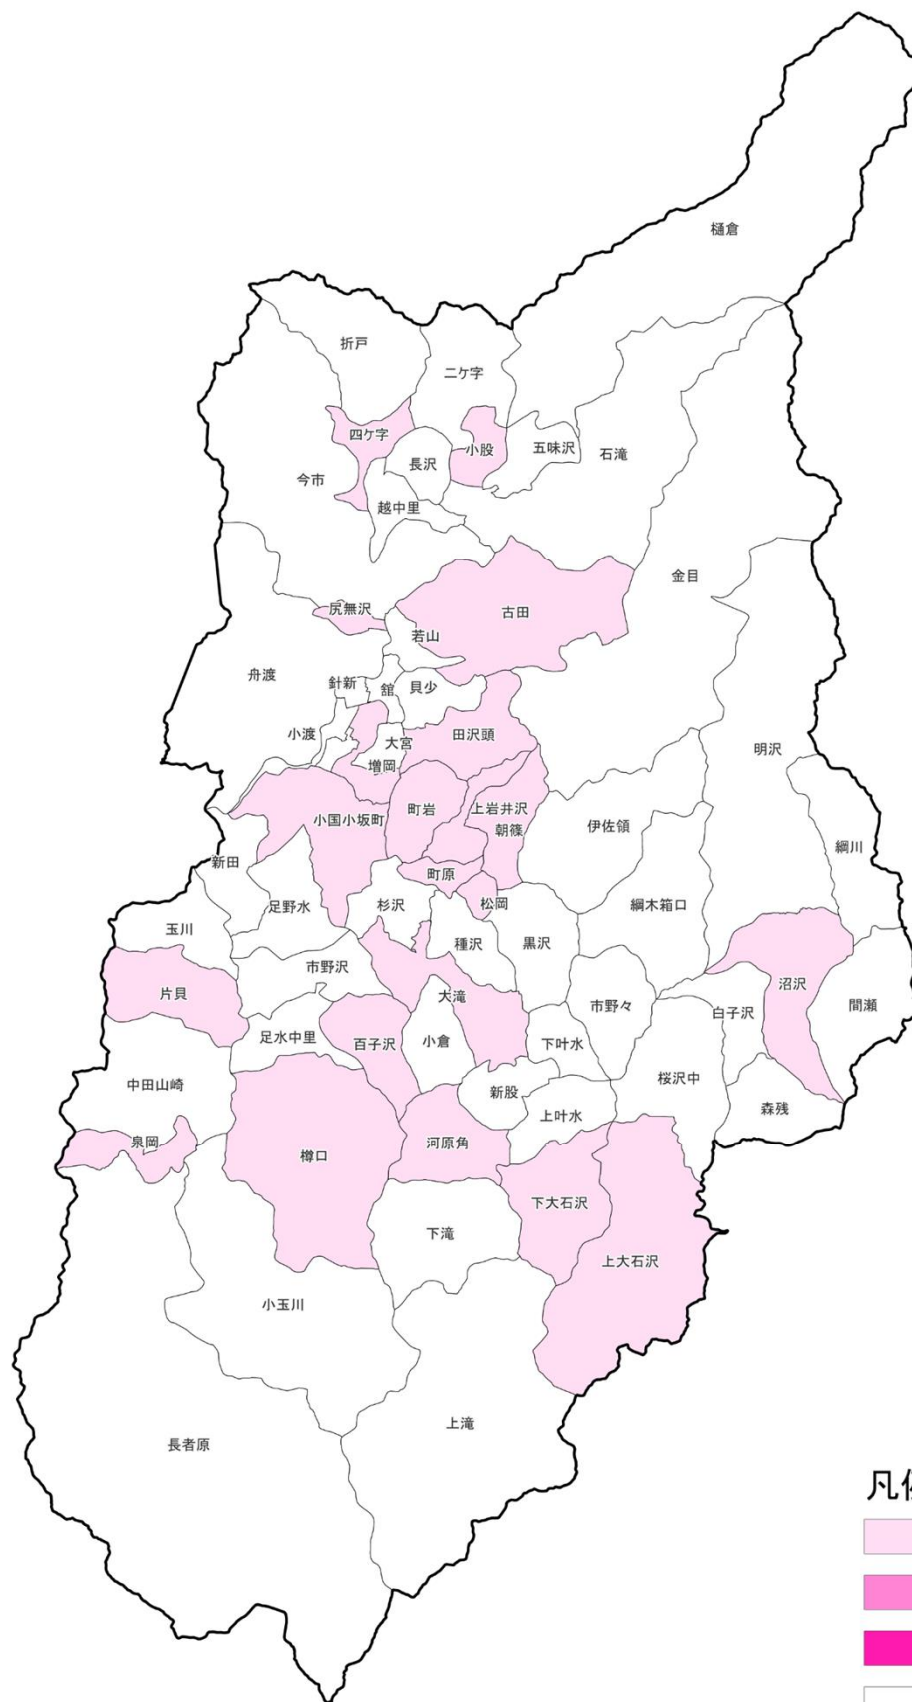 樋倉
折戸
二ケ字
四ケ字
小股
五味沢
石滝
長沢
今市
越中里
金目
尻無沢
古田
若山
舟渡
針新
舘
貝少
小渡
大宮
田沢頭
明沢
増岡
小国小坂町
町岩
上岩井沢
朝篠
伊佐領
綱川
新田
町原
足野水
杉沢
松岡
綱木箱口
玉川
種沢
黒沢
市野沢
片貝
大滝
沼沢
市野々
白子沢
間瀬
足水中里
百子沢
小倉
下叶水
中田山崎
新股
桜沢中
上叶水
森残
泉岡
樽口
河原角
下大石沢
下滝
上大石沢
小玉川
上滝
長者原
凡